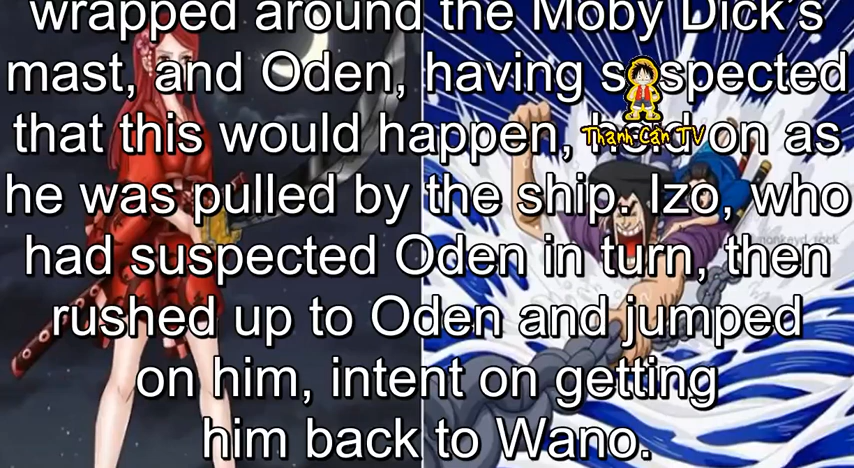 wrapped around the Moby Dick's
mast, and Oden, having suspected
that this would happen, on as
he was pulled by the ship. Izo, who
had suspected Oden in turn, then
rushed up to Oden and jumped
on him, intent on getting
him back to Wano.
Thanh Cán TV